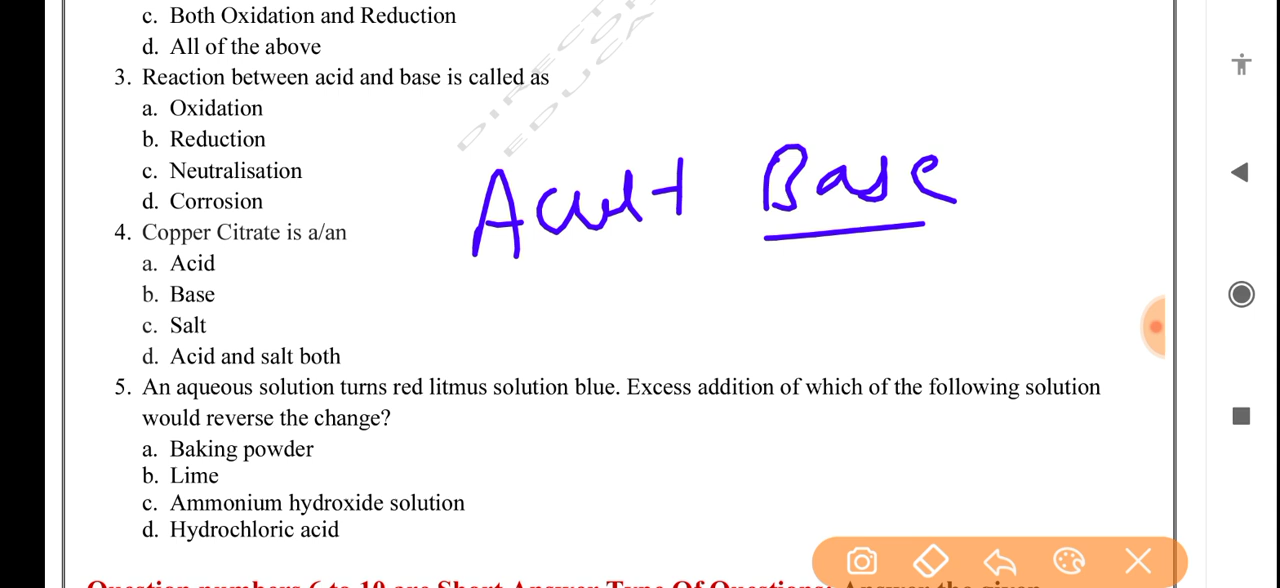 c. Both Oxidation and Reduction
d. All of the above
3. Reaction between acid and base is called as
a. Oxidation
b. Reduction
c. Neutralisation
d. Corrosion
Acid + Base
4. Copper Citrate is a/an
a. Acid
b. Base
c. Salt
d. Acid and salt both
5. An aqueous solution turns red litmus solution blue. Excess addition of which of the following solution
would reverse the change?
a. Baking powder
b. Lime
c. Ammonium hydroxide solution
d. Hydrochloric acid